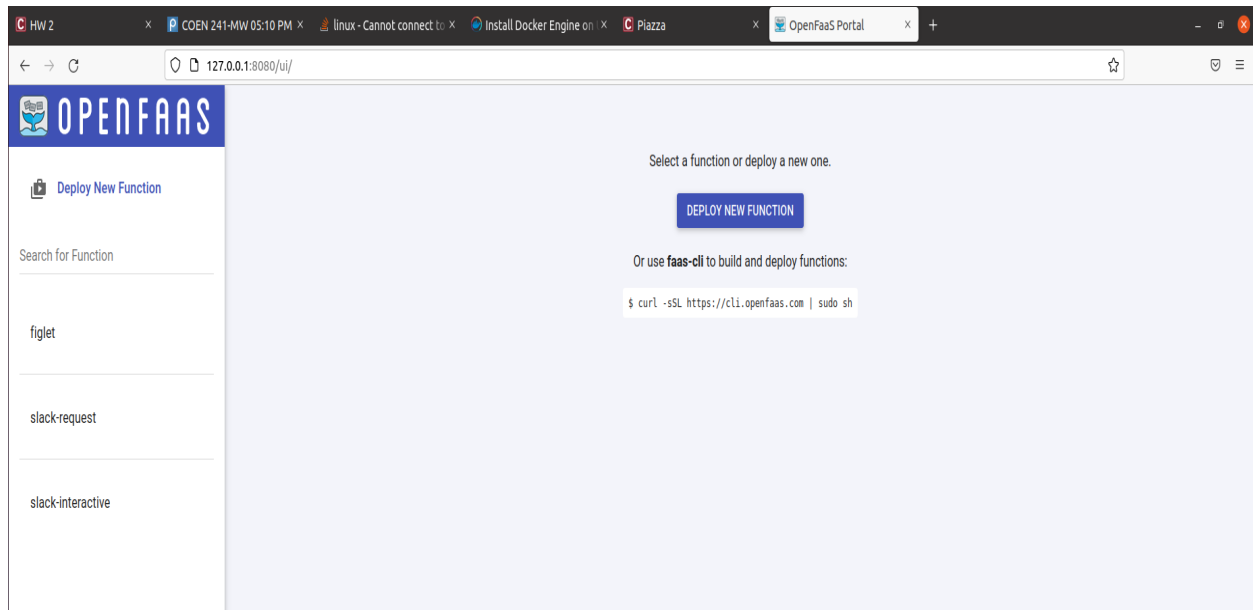 HW 2
COEN 241-MW 05:10 PM
linux - Cannot connect to
Install Docker Engine on
Piazza
OpenFaaS Portal
127.0.0.1:8080/ui/
OPENFAAS
Deploy New Function
Search for Function
figlet
slack-request
slack-interactive
Select a function or deploy a new one.
DEPLOY NEW FUNCTION
Or use faas-cli to build and deploy functions:
$ curl -sSL https://cli.openfaas.com | sudo sh